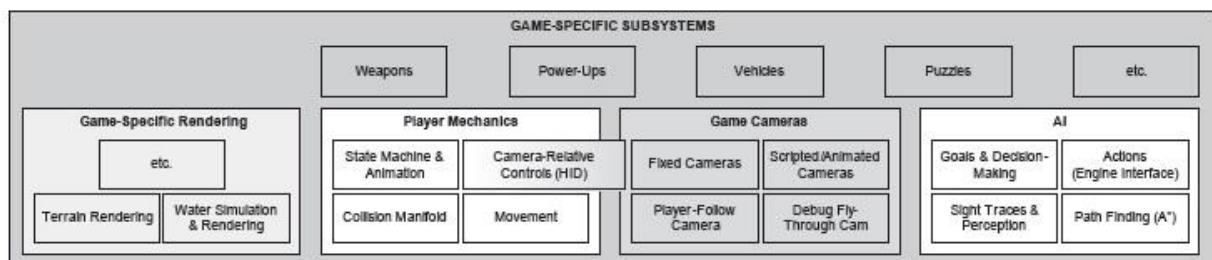 GAME-SPECIFIC SUBSYSTEMS
Weapons
Power-Ups
Vehicles
Puzzles
etc.
Game-Specific Rendering
etc.
Terrain Rendering
Water Simulation
& Rendering
Player Mechanics
State Machine &
Animation
Camera-Relative
Controls (HID)
Collision Manifold
Movement
Game Cameras
Fixed Cameras
Scripted/Animated
Cameras
Player-Follow
Camera
Debug Fly-
Through Cam
AI
Goals & Decision-
Making
Actions
(Engine Interface)
Sight Traces &
Perception
Path Finding (A*)